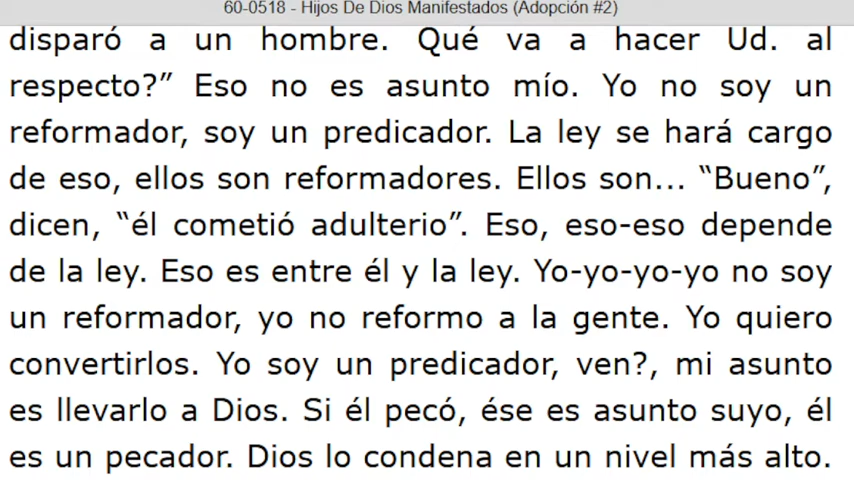 60-0518 - Hijos De Dios Manifestados (Adopción #2)
disparó a un hombre. Qué va a hacer Ud. al
respecto?” Eso no es asunto mío. Yo no soy un
reformador, soy un predicador. La ley se hará cargo
de eso, ellos son reformadores. Ellos son... “Bueno”,
dicen, “él cometió adulterio”. Eso, eso-eso depende
de la ley. Eso es entre él y la ley. Yo-yo-yo-yo no soy
un reformador, yo no reformo a la gente. Yo quiero
convertirlos. Yo soy un predicador, ven?, mi asunto
es llevarlo a Dios. Si él pecó, ése es asunto suyo, él
es un pecador. Dios lo condena en un nivel más alto.